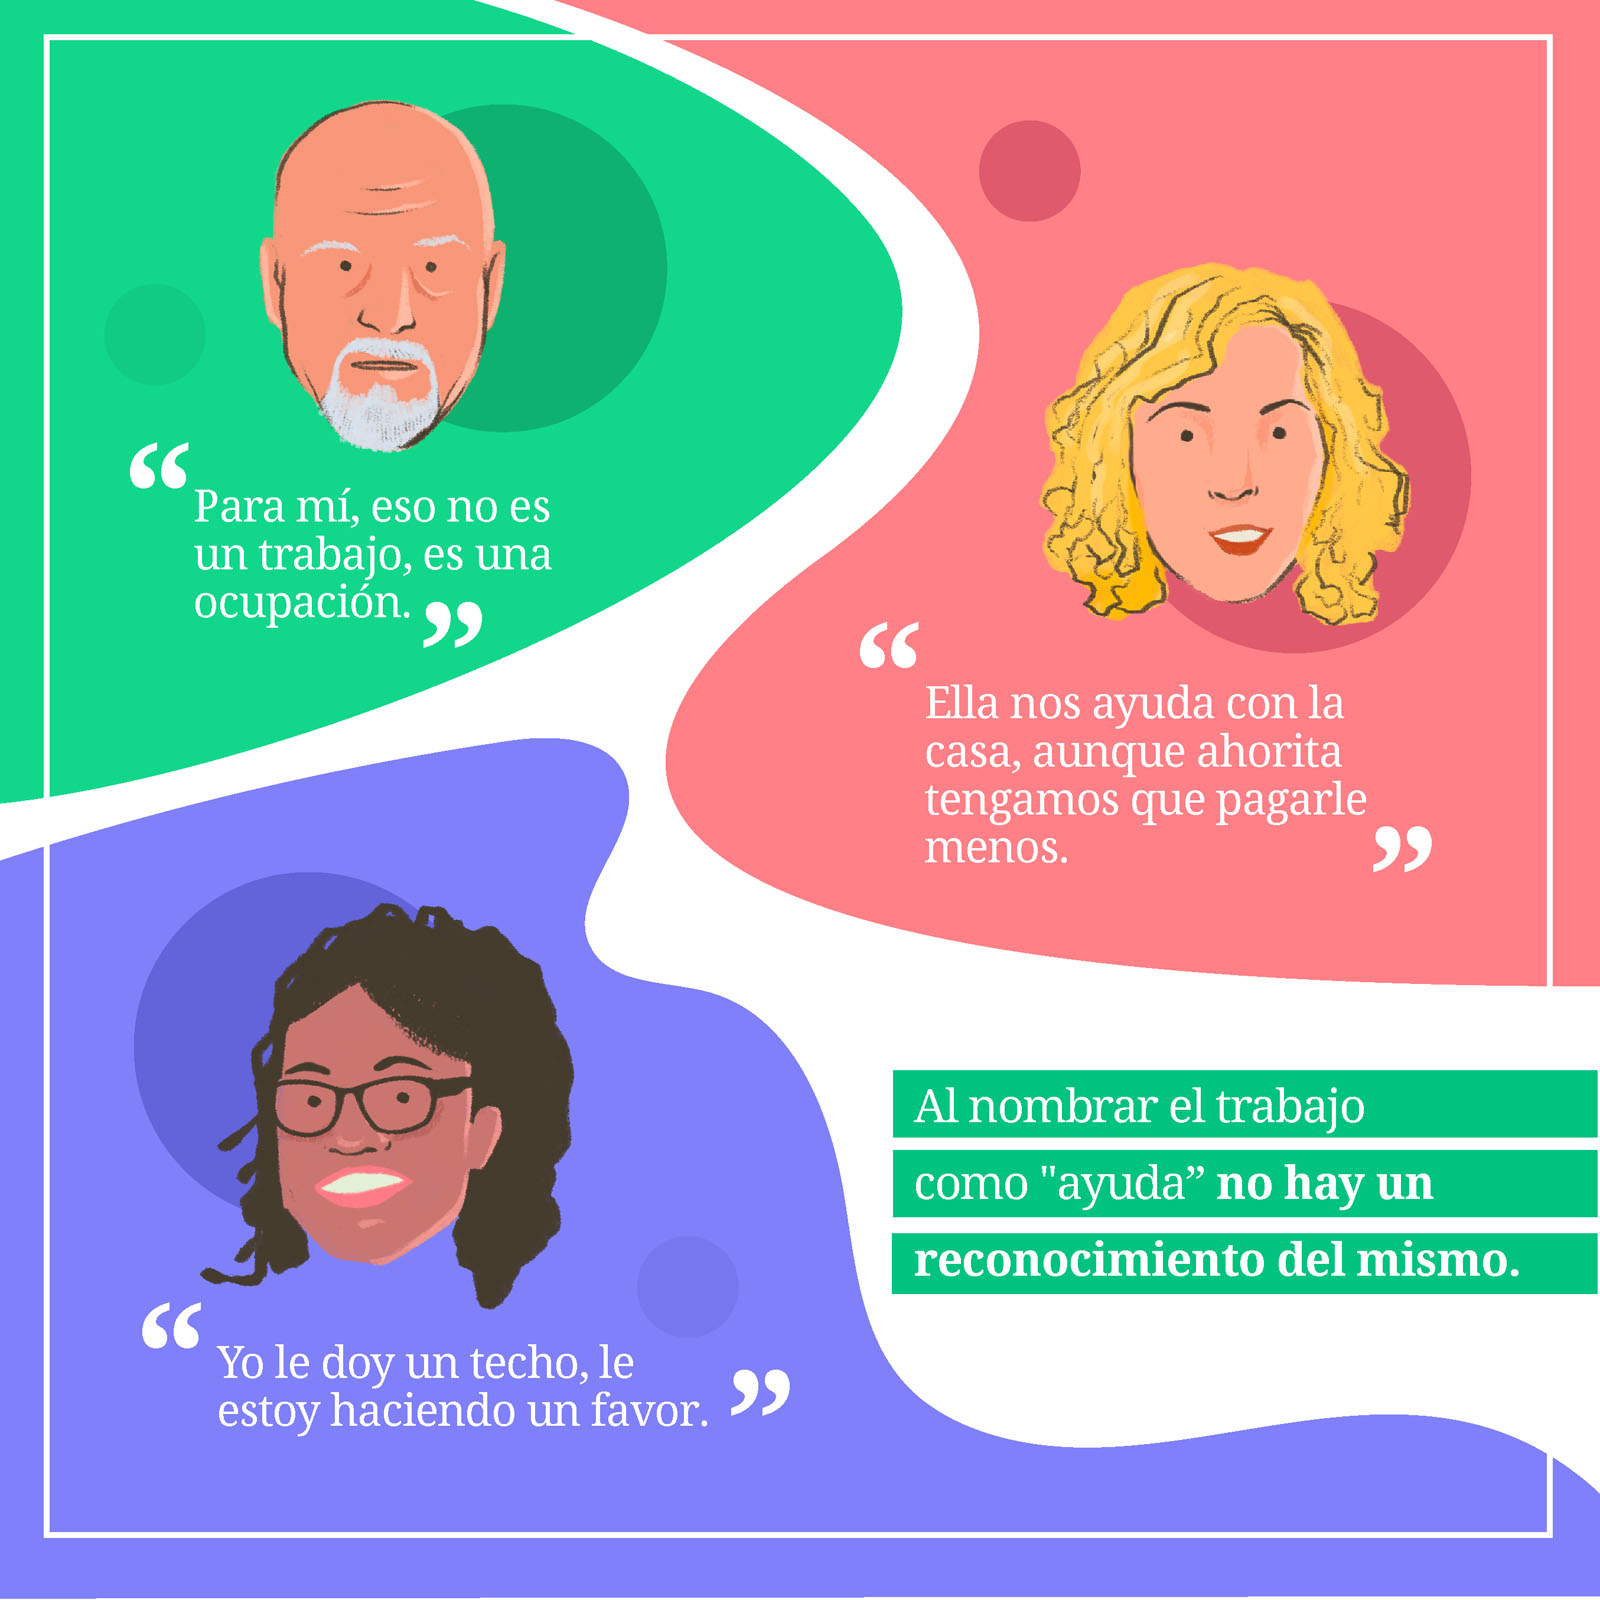 “Para mí, eso no es
un trabajo, es una
ocupación.”
“Ella nos ayuda con la
casa, aunque ahorita
tengamos que pagarle
menos.”
“Yo le doy un techo, le
estoy haciendo un favor.”
Al nombrar el trabajo
como "ayuda” no hay un
reconocimiento del mismo.